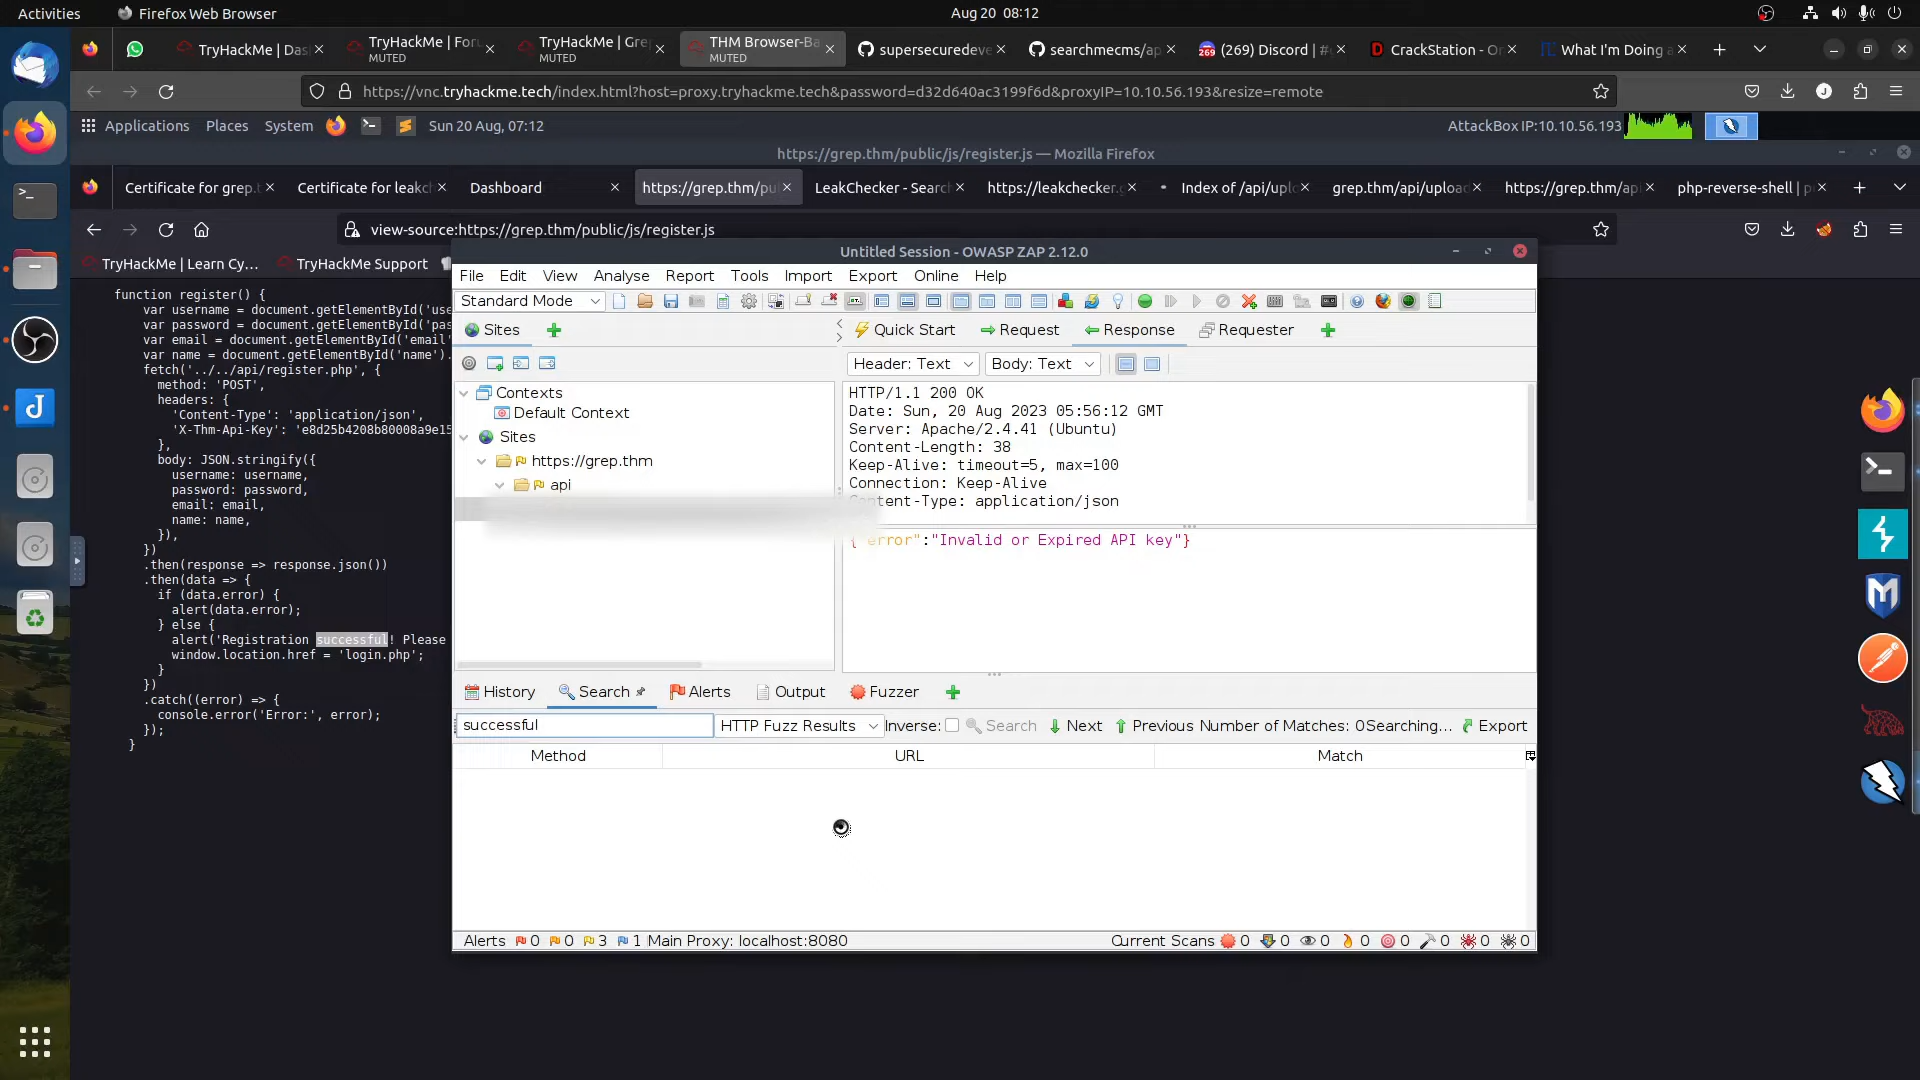 Activities
Firefox Web Browser
Aug 20 08:12
TryHackMe | Das
TryHackMe | Foru
MUTED
TryHackMe | Gre
MUTED
THM Browser-Ba
MUTED
supersecuredeve
searchmecms/ap
(269) Discord | #
CrackStation - O
What I'm Doing a
https://vnc.tryhackme.tech/index.html?host=proxy.tryhackme.tech&password=d32d640ac3199f6d&proxyIP=10.10.56.193&resize=remote
Applications
Places
System
Sun 20 Aug, 07:12
AttackBox IP:10.10.56.193
https://grep.thm/public/js/register.js — Mozilla Firefox
Certificate for grep.t
Certificate for leakch
Dashboard
https://grep.thm/pu
LeakChecker - Search
https://leakchecker.g
Index of /api/uplo
grep.thm/api/upload
https://grep.thm/api
php-reverse-shell | p
view-source:https://grep.thm/public/js/register.js
TryHackMe | Learn Cy...
TryHackMe Support
function register() {
var username = document.getElementById('use
var password = document.getElementById('pas
var email = document.getElementById('email'
var name = document.getElementById('name').
fetch('../../api/register.php', {
method: 'POST',
headers: {
'Content-Type': 'application/json',
'X-Thm-Api-Key': 'e8d25b4208b80008a9e15
},
body: JSON.stringify({
username: username,
password: password,
email: email,
name: name,
}),
})
.then(response => response.json())
.then(data => {
if (data.error) {
alert(data.error);
} else {
alert('Registration successful! Please
window.location.href = 'login.php';
}
})
.catch((error) => {
console.error('Error:', error);
});
}
Untitled Session - OWASP ZAP 2.12.0
File Edit View Analyse Report Tools Import Export Online Help
Standard Mode
Sites
Quick Start
Request
Response
Requester
Header: Text
Body: Text
Contexts
Default Context
Sites
https://grep.thm
api
HTTP/1.1 200 OK
Date: Sun, 20 Aug 2023 05:56:12 GMT
Server: Apache/2.4.41 (Ubuntu)
Content-Length: 38
Keep-Alive: timeout=5, max=100
Connection: Keep-Alive
Content-Type: application/json
{"error":"Invalid or Expired API key"}
History
Search
Alerts
Output
Fuzzer
successful
HTTP Fuzz Results
Inverse:
Search
Next
Previous
Number of Matches: 0
Searching...
Export
Method
URL
Match
Alerts 0 0 3 1 Main Proxy: localhost:8080
Current Scans 0 0 0 0 0 0 0 0